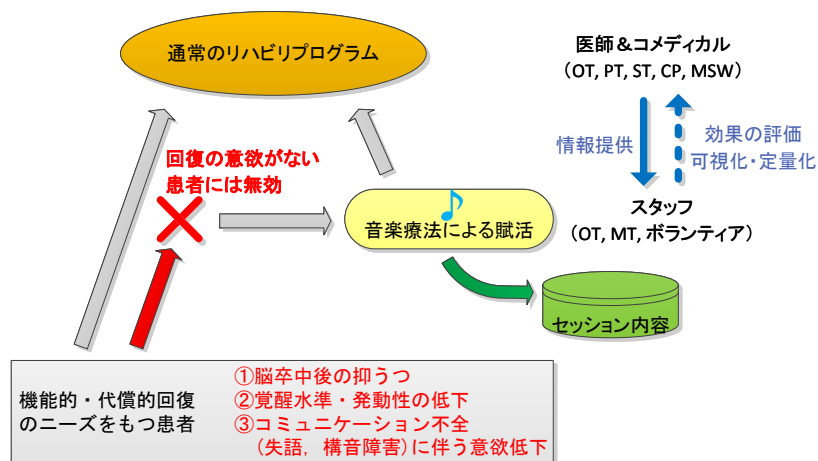 通常のリハビリプログラム
医師＆コメディカル
（OT, PT, ST, CP, MSW）
回復の意欲がない
患者には無効
情報提供
効果の評価
可視化・定量化
音楽療法による賦活
スタッフ
（OT, MT, ボランティア）
セッション内容
機能的・代償的回復
のニーズをもつ患者
①脳卒中後の抑うつ
②覚醒水準・発動性の低下
③コミュニケーション不全
（失語，構音障害）に伴う意欲低下